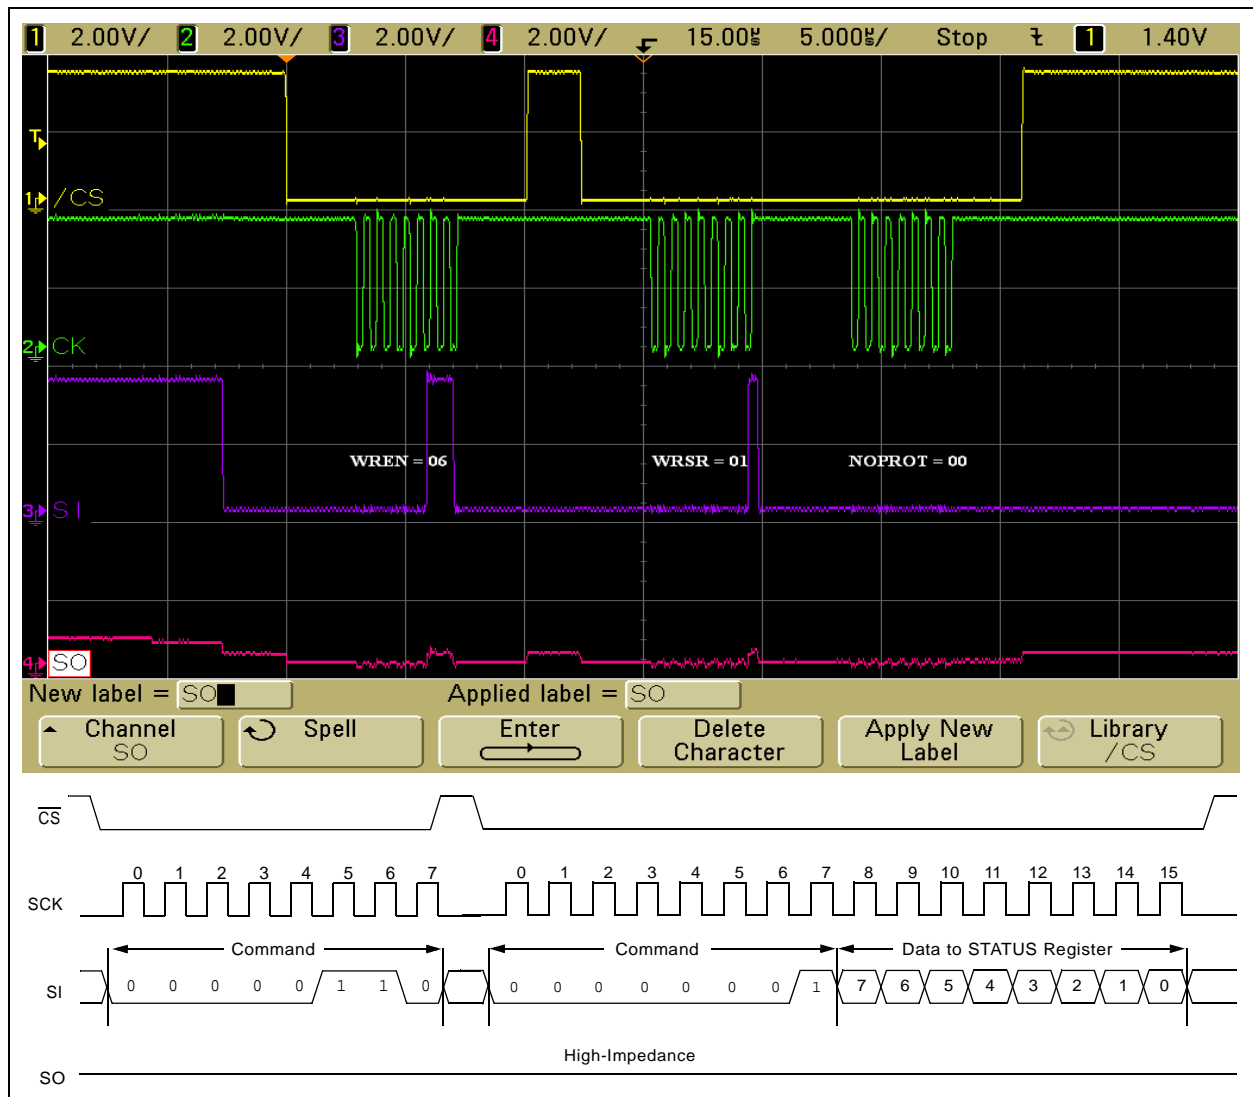 1 2.00V/ 2 2.00V/ 3 2.00V/ 4 2.00V/ 15.00µs 5.000µs/ Stop 1 1.40V
T
1 /CS
2 CK
WREN = 06 WRSR = 01 NOPROT = 00
3 SI
4 SO
New label = SO Applied label = SO
Channel Spell Enter Delete Apply New Library
SO Character Label /CS
CS
0 1 2 3 4 5 6 7 0 1 2 3 4 5 6 7 8 9 10 11 12 13 14 15
SCK
Command Command Data to STATUS Register
SI 0 0 0 0 0 1 1 0 0 0 0 0 0 0 0 1 7 6 5 4 3 2 1 0
High-Impedance
SO